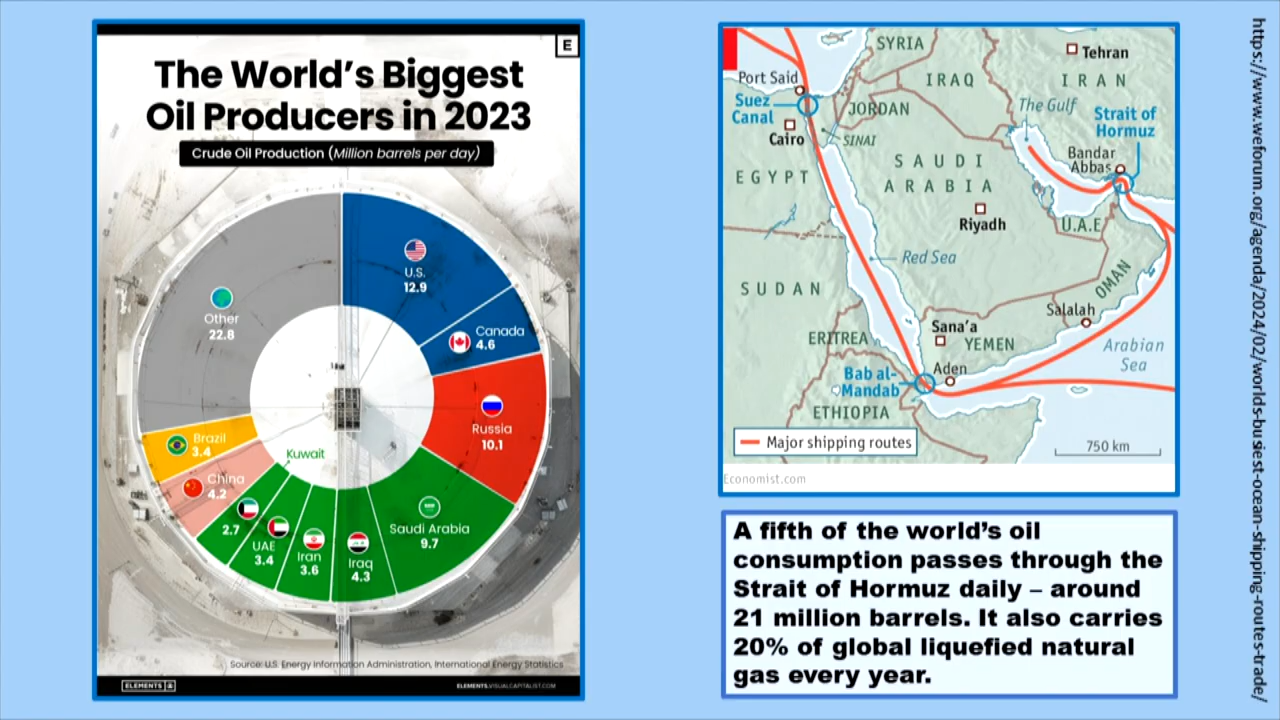 E
The World's Biggest
Oil Producers in 2023
Crude Oil Production (Million barrels per day)
U.S.
12.9
Canada
4.6
Russia
10.1
Saudi Arabia
9.7
Iraq
4.3
Iran
3.6
UAE
3.4
Kuwait
2.7
China
4.2
Brazil
3.4
Other
22.8
Source: U.S. Energy Information Administration, International Energy Statistics
ELEMENTS
ELEMENTS.VISUALCAPITALIST.COM
SYRIA
Tehran
Port Said
IRAQ
IRAN
Suez
Canal
JORDAN
The Gulf
Strait of
Hormuz
Cairo
SINAI
Bandar
Abbas
SAUDI
ARABIA
EGYPT
Riyadh
U.A.E
Red Sea
OMAN
SUDAN
Salalah
ERITREA
Sana'a
YEMEN
Arabian
Sea
Bab al-
Mandab
Aden
ETHIOPIA
Major shipping routes
750 km
Economist.com
A fifth of the world's oil
consumption passes through the
Strait of Hormuz daily – around
21 million barrels. It also carries
20% of global liquefied natural
gas every year.
https://www.weforum.org/agenda/2024/02/worlds-busiest-ocean-shipping-routes-trade/